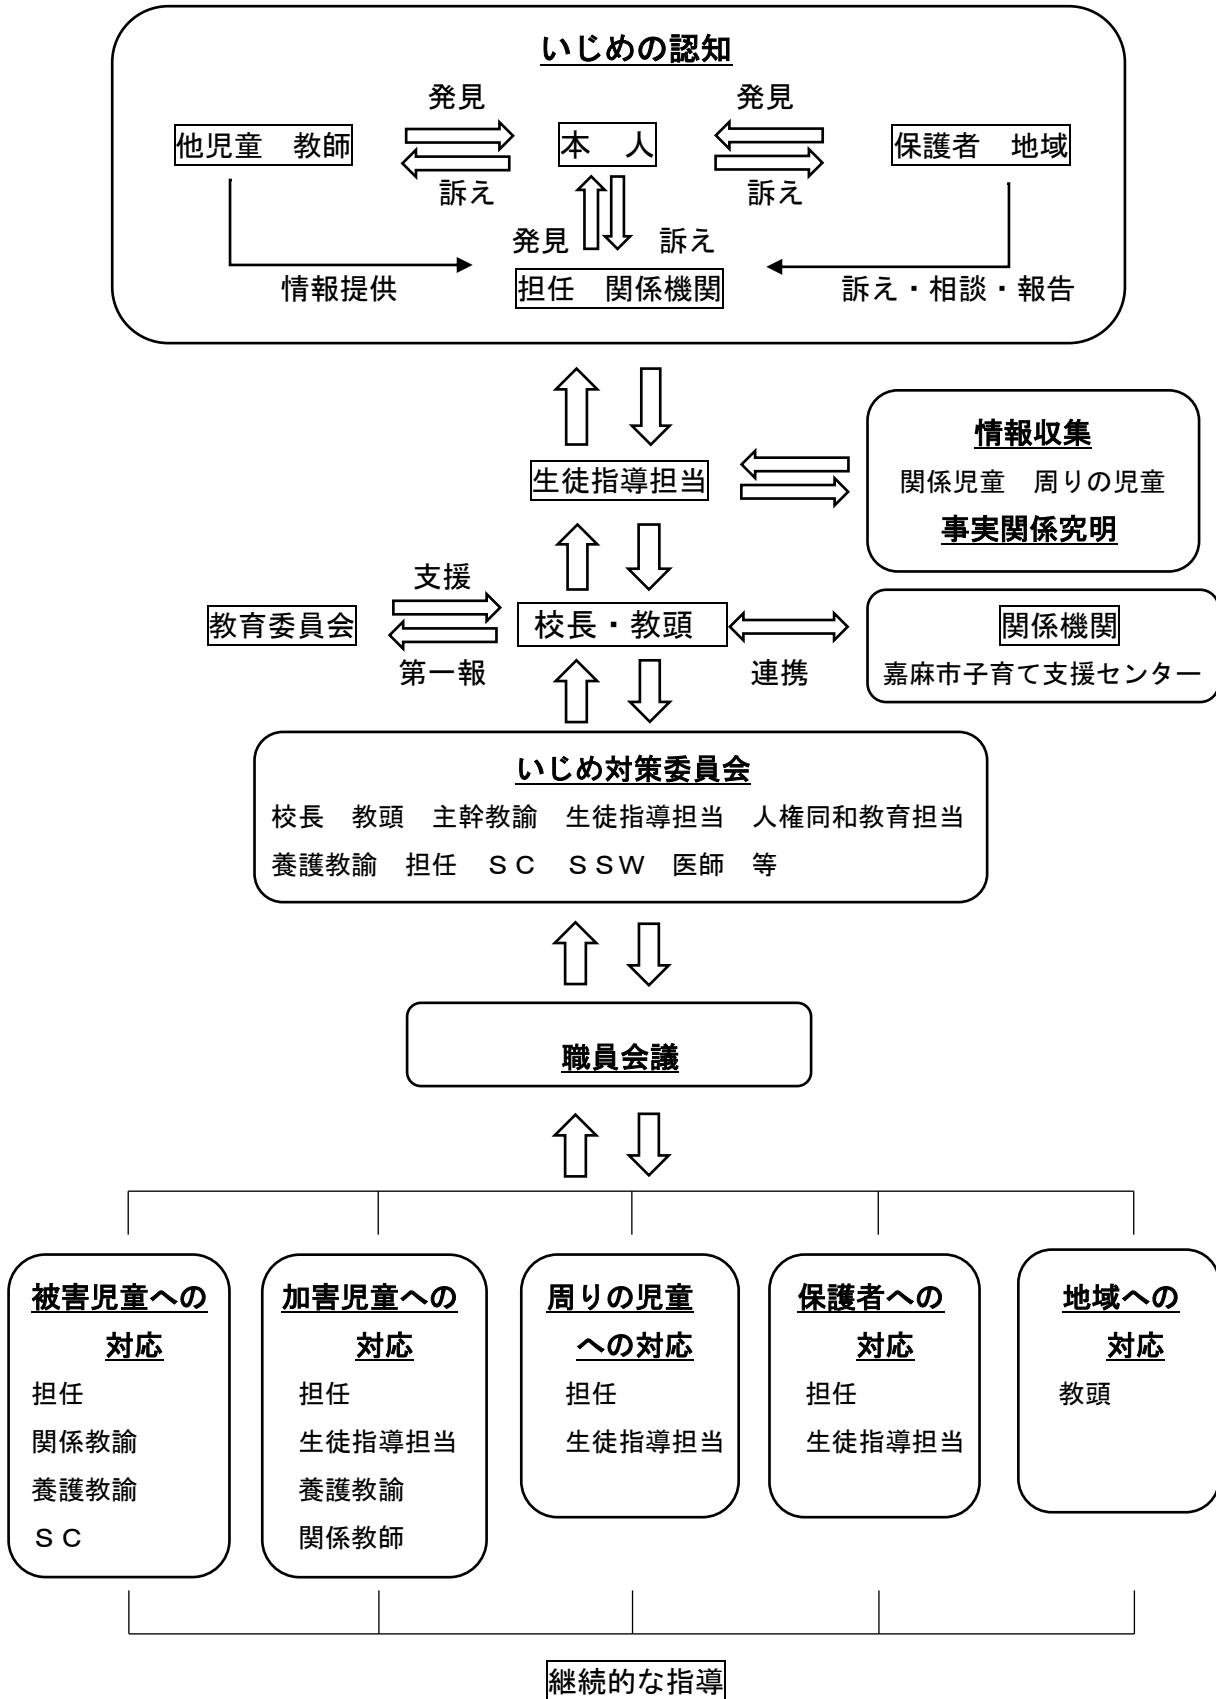 いじめの認知
発見　発見
他児童　教師　本　人　保護者　地域
訴え　訴え
発見　訴え
情報提供　担任　関係機関　訴え・相談・報告
情報収集
関係児童　周りの児童
事実関係究明
生徒指導担当
支援
教育委員会　校長・教頭　関係機関
第一報　連携　嘉麻市子育て支援センター
いじめ対策委員会
校長　教頭　主幹教諭　生徒指導担当　人権同和教育担当
養護教諭　担任　ＳＣ　ＳＳＷ　医師　等
職員会議
被害児童への
対応
担任
関係教諭
養護教諭
ＳＣ
加害児童への
対応
担任
生徒指導担当
養護教諭
関係教師
周りの児童
への対応
担任
生徒指導担当
保護者への
対応
担任
生徒指導担当
地域への
対応
教頭
継続的な指導